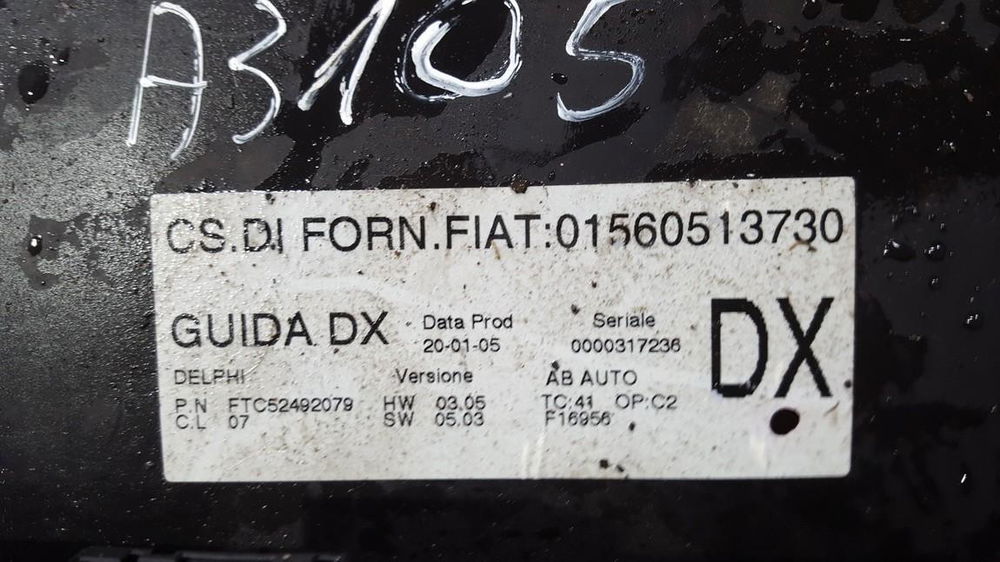 A3105
CS.DI FORN.FIAT:01560513730
GUIDA DX Data Prod Seriale DX
20-01-05 0000317236
DELPHI Versione AB AUTO
P.N FTC52492079 HW 03.05 TC:41 OP:C2
C.L 07 SW 05.03 F16956